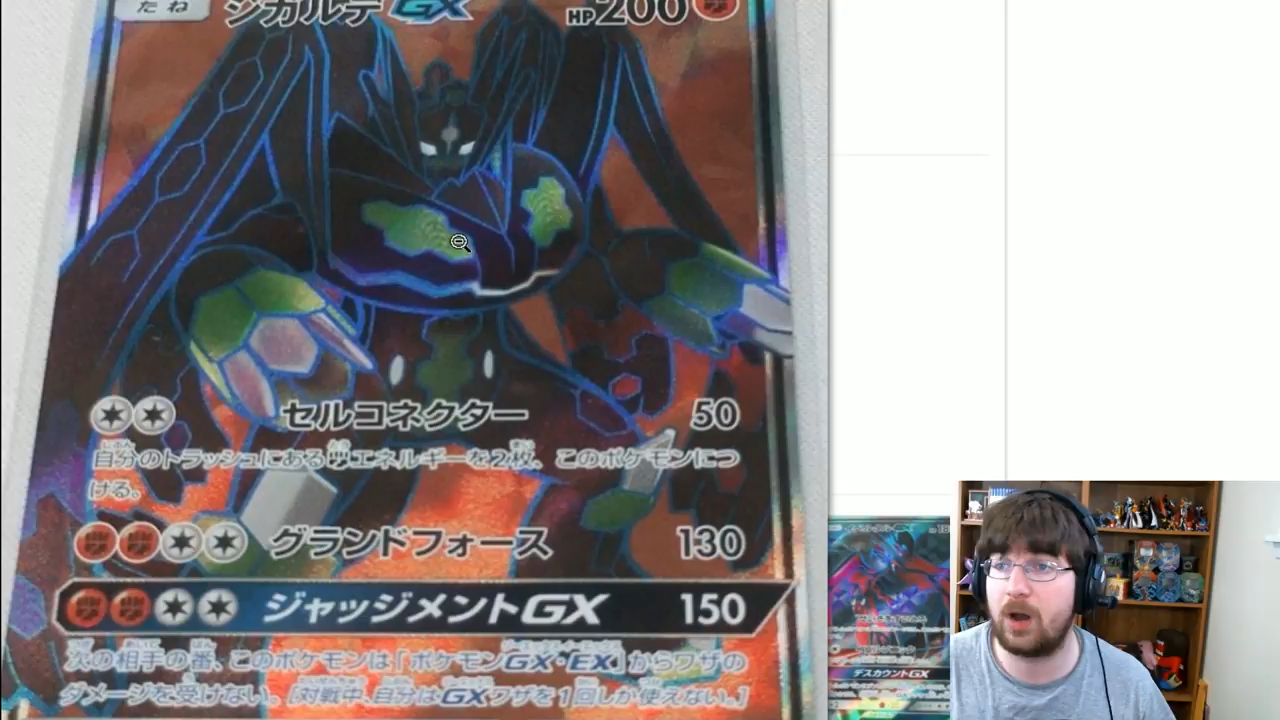 たね ジガルデGX HP200
セルコネクター 50
自分のトラッシュにあるエネルギーを2枚、このポケモンにつ
ける。
グランドフォース 130
ジャッジメントGX 150
次の相手の番、このポケモンは「ポケモンGX・EX」からワザの
ダメージを受けない。[対戦中、自分はGXワザを1回しか使えない。]
デスカウントGX